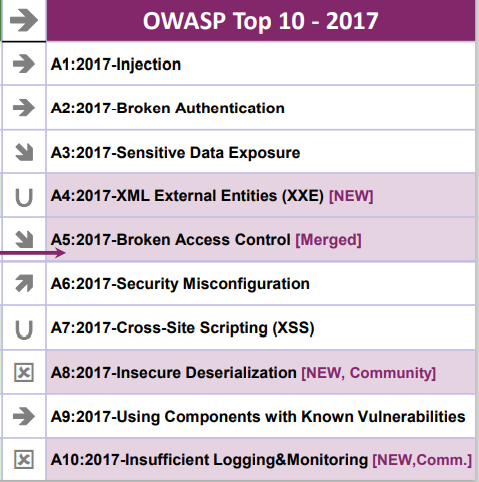 OWASP Top 10 - 2017
A1:2017-Injection
A2:2017-Broken Authentication
A3:2017-Sensitive Data Exposure
A4:2017-XML External Entities (XXE) [NEW]
A5:2017-Broken Access Control [Merged]
A6:2017-Security Misconfiguration
A7:2017-Cross-Site Scripting (XSS)
A8:2017-Insecure Deserialization [NEW, Community]
A9:2017-Using Components with Known Vulnerabilities
A10:2017-Insufficient Logging&Monitoring [NEW,Comm.]